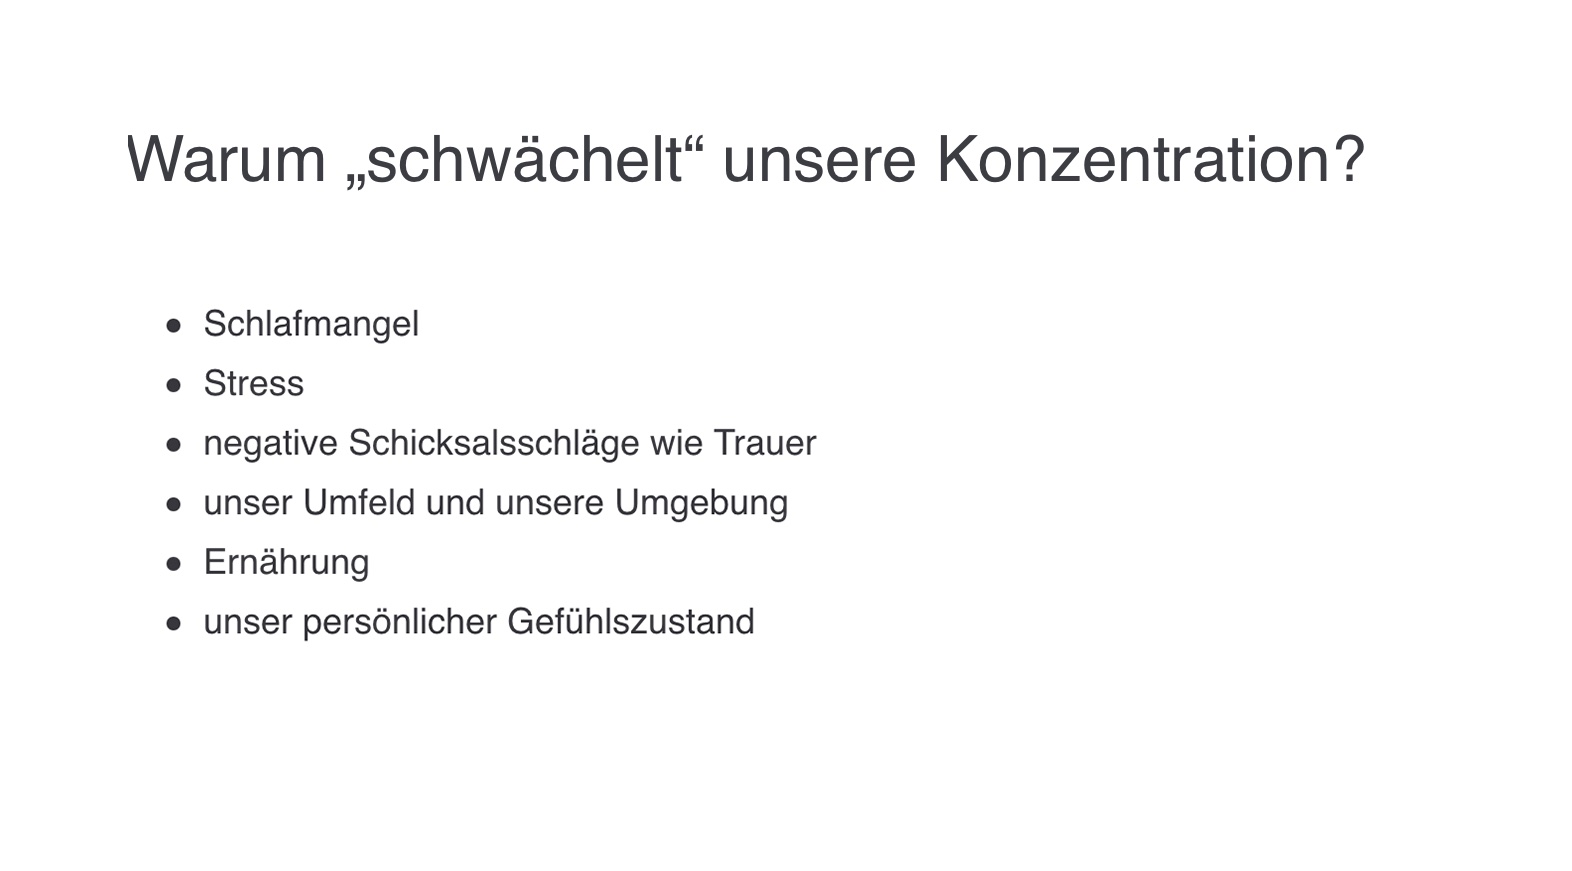 Warum „schwächelt“ unsere Konzentration?
● Schlafmangel
● Stress
● negative Schicksalsschläge wie Trauer
● unser Umfeld und unsere Umgebung
● Ernährung
● unser persönlicher Gefühlszustand